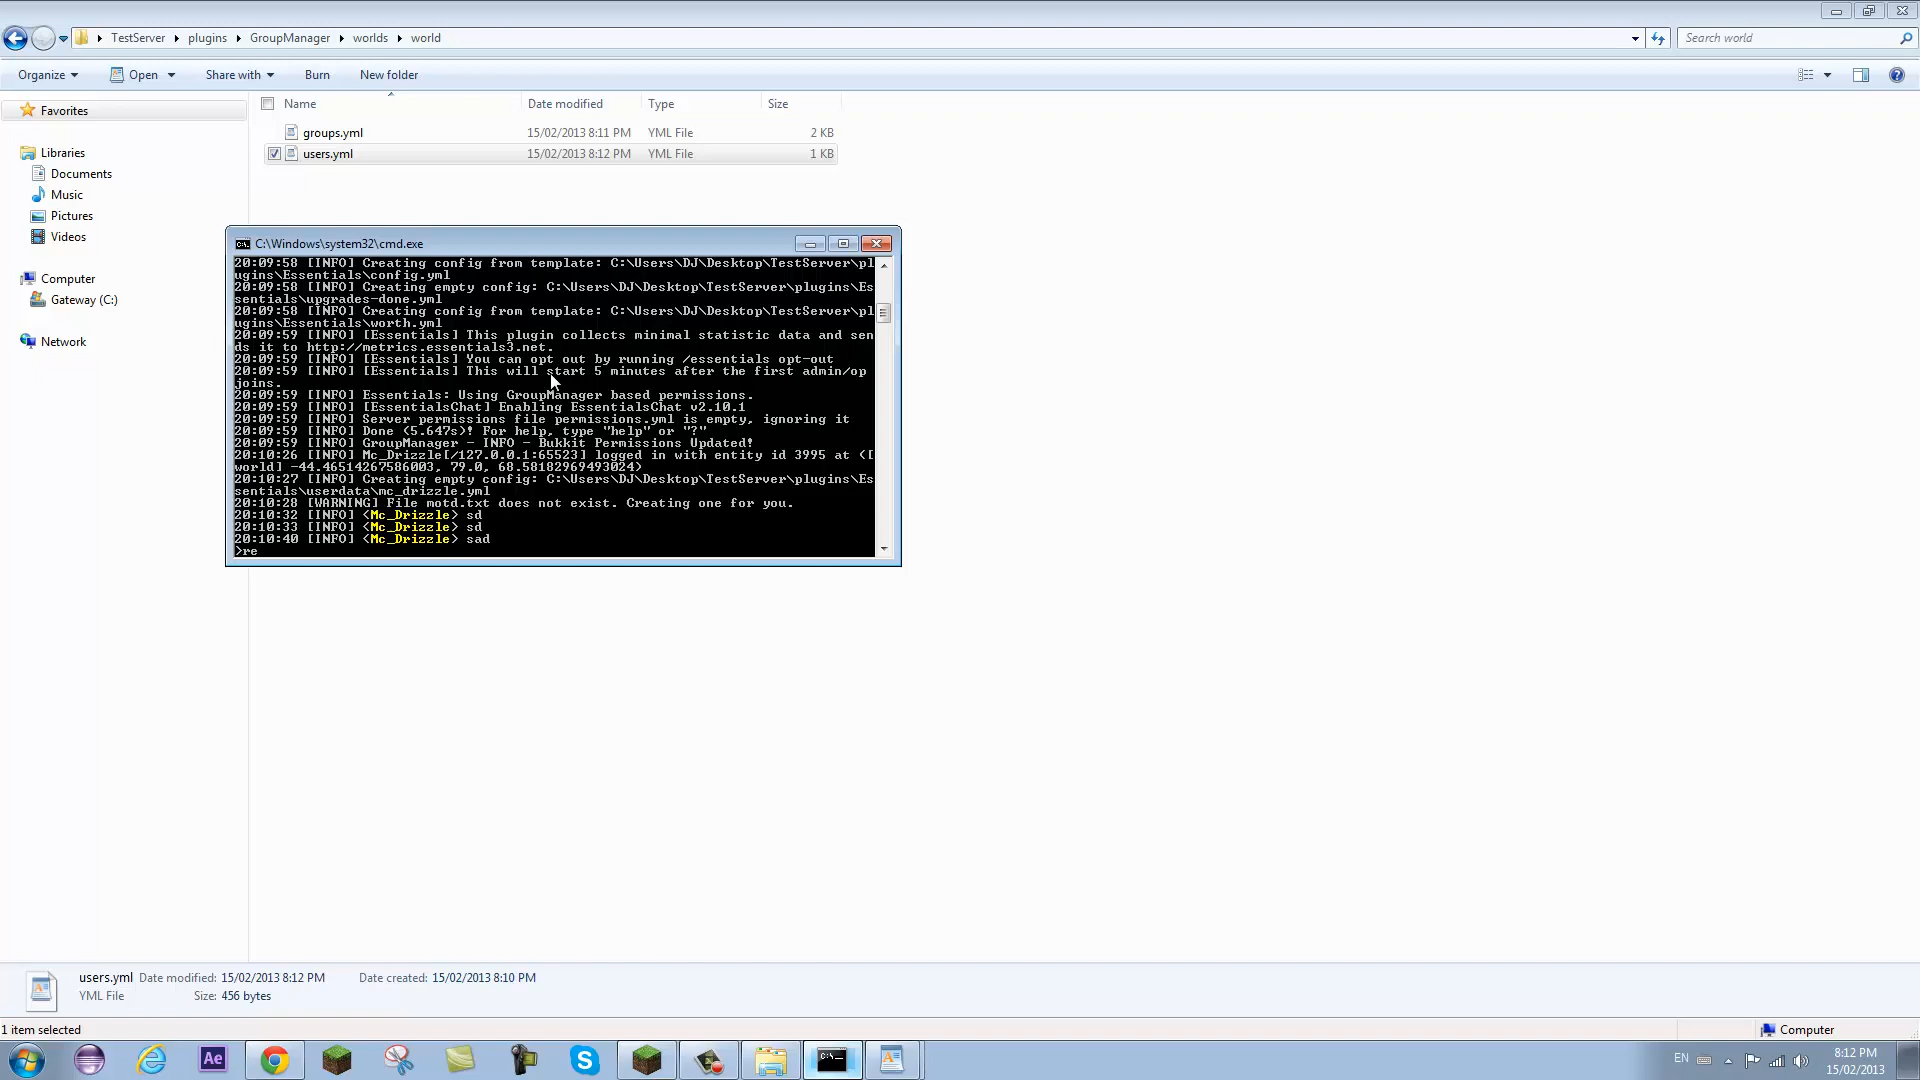 TestServer plugins GroupManager worlds world
Search world
Organize Open Share with Burn New folder
Favorites
Libraries
Documents
Music
Pictures
Videos
Computer
Gateway (C:)
Network
Name Date modified Type Size
groups.yml 15/02/2013 8:11 PM YML File 2 KB
users.yml 15/02/2013 8:12 PM YML File 1 KB
C:\Windows\system32\cmd.exe
20:09:58 [INFO] Creating config from template: C:\Users\DJ\Desktop\TestServer\pl
ugins\Essentials\config.yml
20:09:58 [INFO] Creating empty config: C:\Users\DJ\Desktop\TestServer\plugins\Es
sentials\upgrades-done.yml
20:09:58 [INFO] Creating config from template: C:\Users\DJ\Desktop\TestServer\pl
ugins\Essentials\worth.yml
20:09:59 [INFO] [Essentials] This plugin collects minimal statistic data and sen
ds it to http://metrics.essentials3.net.
20:09:59 [INFO] [Essentials] You can opt out by running /essentials opt-out
20:09:59 [INFO] [Essentials] This will start 5 minutes after the first admin/op
joins.
20:09:59 [INFO] Essentials: Using GroupManager based permissions.
20:09:59 [INFO] [EssentialsChat] Enabling EssentialsChat v2.10.1
20:09:59 [INFO] Server permissions file permissions.yml is empty, ignoring it
20:09:59 [INFO] Done (5.647s)! For help, type "help" or "?"
20:09:59 [INFO] GroupManager - INFO - Bukkit Permissions Updated!
20:10:26 [INFO] Mc_Drizzle[/127.0.0.1:65523] logged in with entity id 3995 at ([
world] -44.46514267586003, 79.0, 68.58182969493024)
20:10:27 [INFO] Creating empty config: C:\Users\DJ\Desktop\TestServer\plugins\Es
sentials\userdata\mc_drizzle.yml
20:10:28 [WARNING] File motd.txt does not exist. Creating one for you.
20:10:32 [INFO] <Mc_Drizzle> sd
20:10:33 [INFO] <Mc_Drizzle> sd
20:10:40 [INFO] <Mc_Drizzle> sad
>re
users.yml Date modified: 15/02/2013 8:12 PM Date created: 15/02/2013 8:10 PM
YML File Size: 456 bytes
1 item selected
Computer
Ae
EN
8:12 PM
15/02/2013